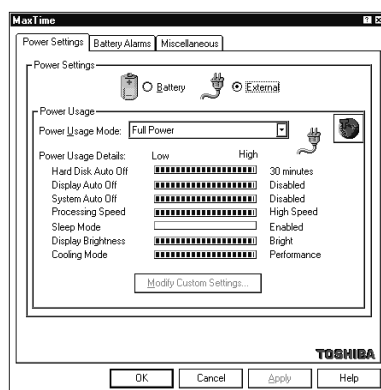 MaxTime
Power Settings Battery Alarms Miscellaneous
Power Settings
Battery External
Power Usage
Power Usage Mode: Full Power
Power Usage Details: Low High
Hard Disk Auto Off 30 minutes
Display Auto Off Disabled
System Auto Off Disabled
Processing Speed High Speed
Sleep Mode Enabled
Display Brightness Bright
Cooling Mode Performance
Modify Custom Settings...
TOSHIBA
OK Cancel Apply Help